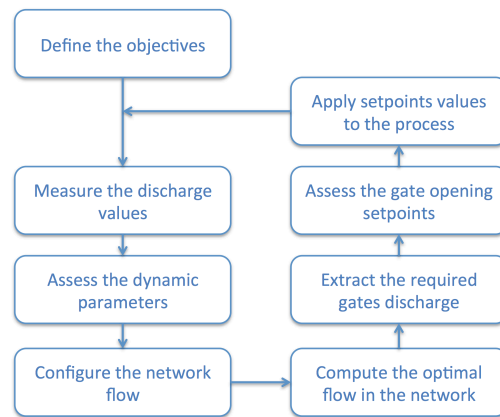 Define the objectives
Apply setpoints values
to the process
Measure the discharge
values
Assess the gate opening
setpoints
Assess the dynamic
parameters
Extract the required
gates discharge
Configure the network
flow
Compute the optimal
flow in the network